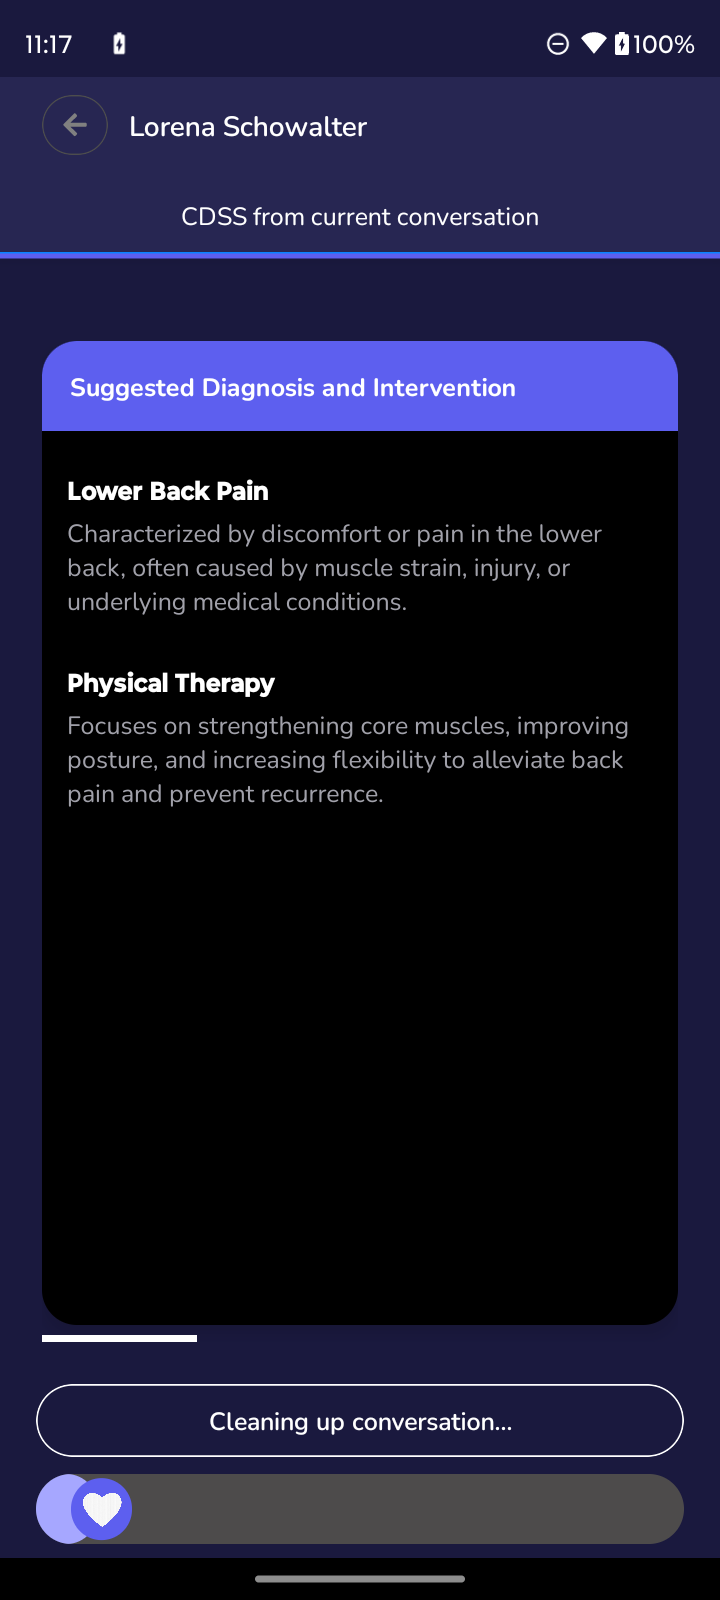 11:17
100%
Lorena Schowalter
CDSS from current conversation
Suggested Diagnosis and Intervention
Lower Back Pain
Characterized by discomfort or pain in the lower
back, often caused by muscle strain, injury, or
underlying medical conditions.
Physical Therapy
Focuses on strengthening core muscles, improving
posture, and increasing flexibility to alleviate back
pain and prevent recurrence.
Cleaning up conversation...